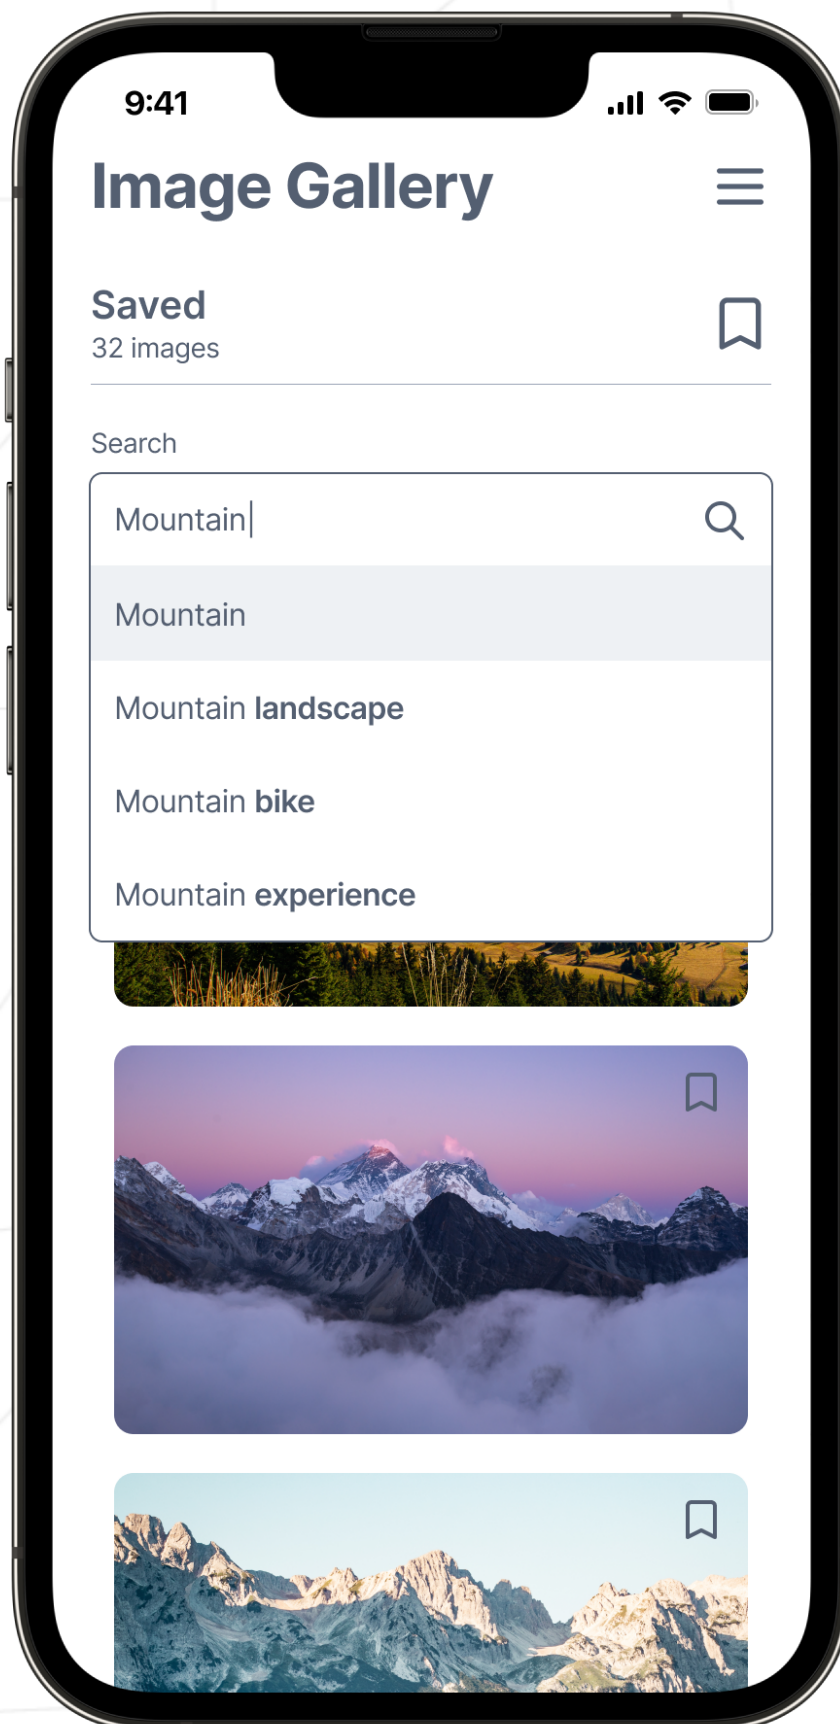 9:41
Image Gallery
Saved
32 images
Search
Mountain
Mountain
Mountain landscape
Mountain bike
Mountain experience